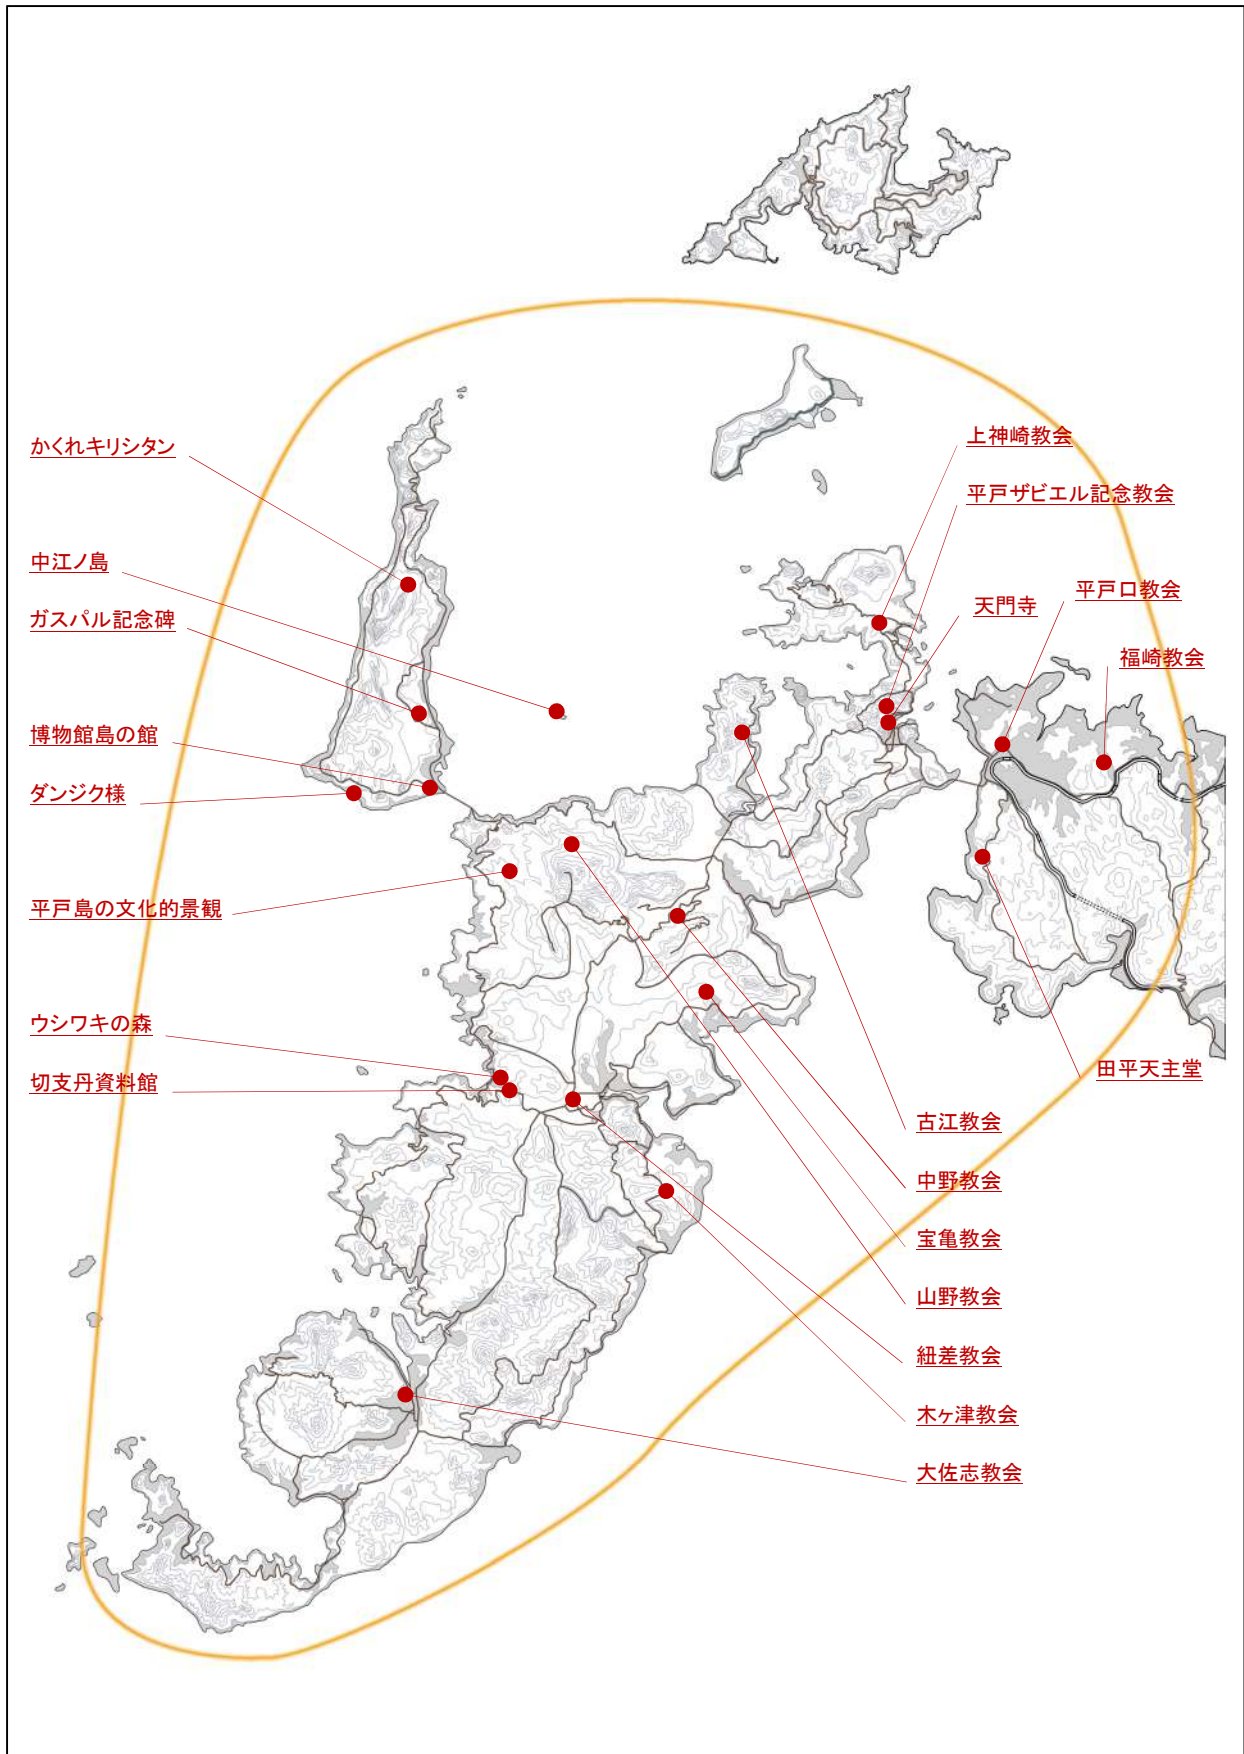 上神崎教会
かくれキリシタン
平戸ザビエル記念教会
中江ノ島
平戸口教会
天門寺
ガスパル記念碑
福崎教会
博物館島の館
ダンジク様
平戸島の文化的景観
ウシワキの森
田平天主堂
切支丹資料館
古江教会
中野教会
宝亀教会
山野教会
紐差教会
木ヶ津教会
大佐志教会